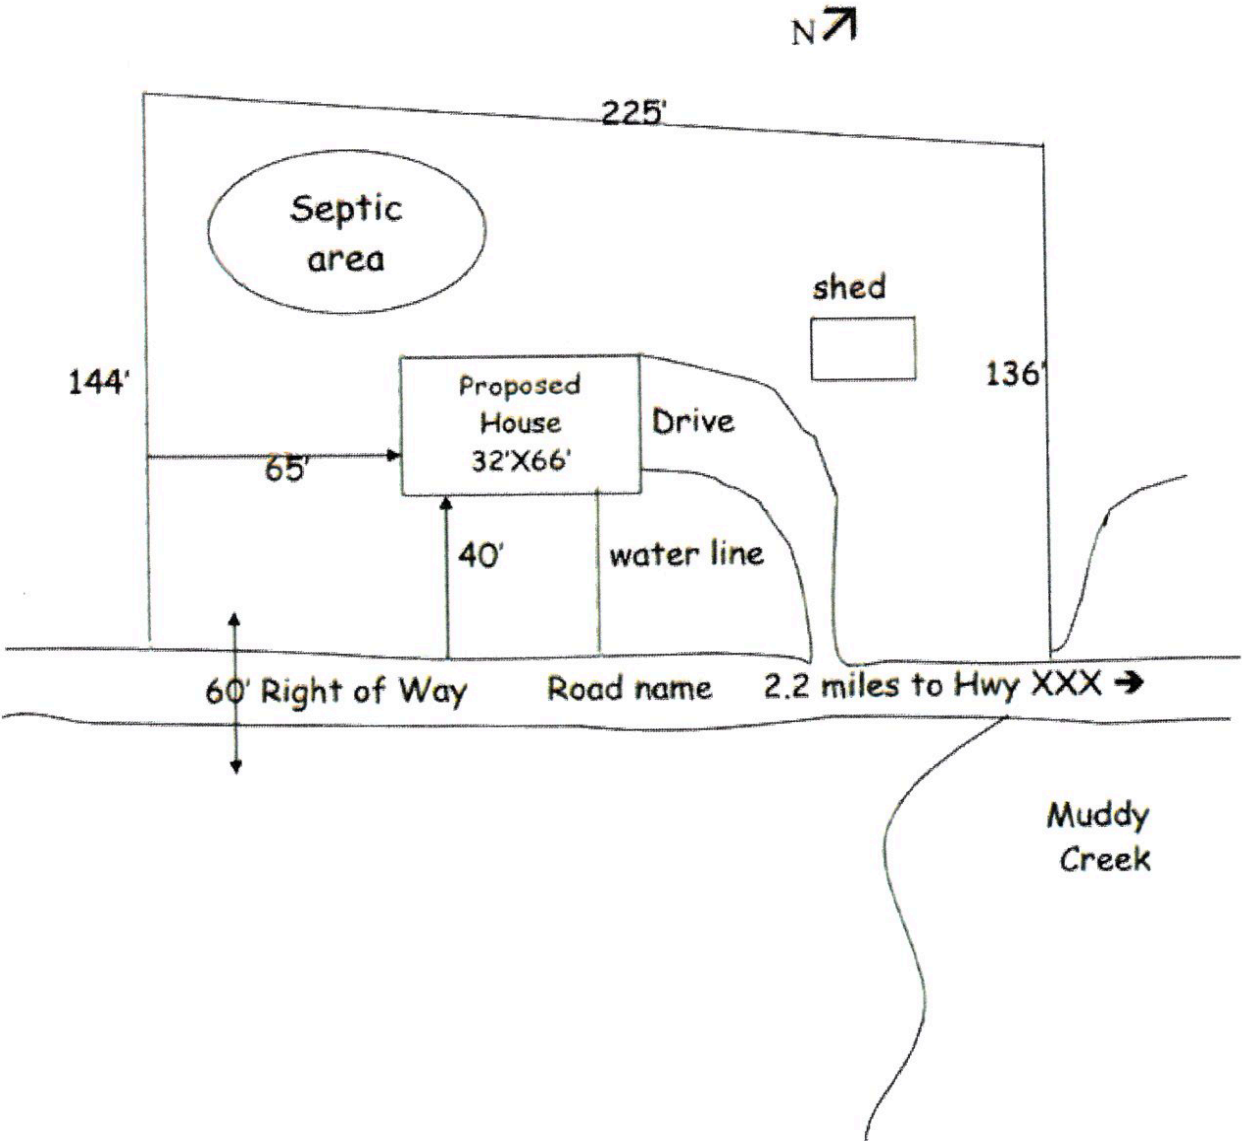 N
225'
Septic
area
shed
144'
136'
Proposed
House
32'X66'
Drive
65'
40'
water line
60' Right of Way
Road name
2.2 miles to Hwy XXX
Muddy
Creek